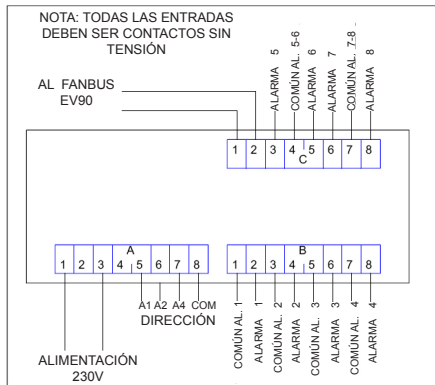 NOTA: TODAS LAS ENTRADAS
DEBEN SER CONTACTOS SIN
TENSIÓN
AL FANBUS
EV90
ALARMA 5
COMÚN AL. 5-6
ALARMA 6
ALARMA 7
COMÚN AL. 7-8
ALARMA 8
1 2 3 4 5 6 7 8
C
A
1 2 3 4 5 6 7 8
B
1 2 3 4 5 6 7 8
A1 A2 A4 COM
DIRECCIÓN
ALIMENTACIÓN
230V
COMÚN AL. 1
ALARMA 1
COMÚN AL. 2
ALARMA 2
COMÚN AL. 3
ALARMA 3
COMÚN AL. 4
ALARMA 4